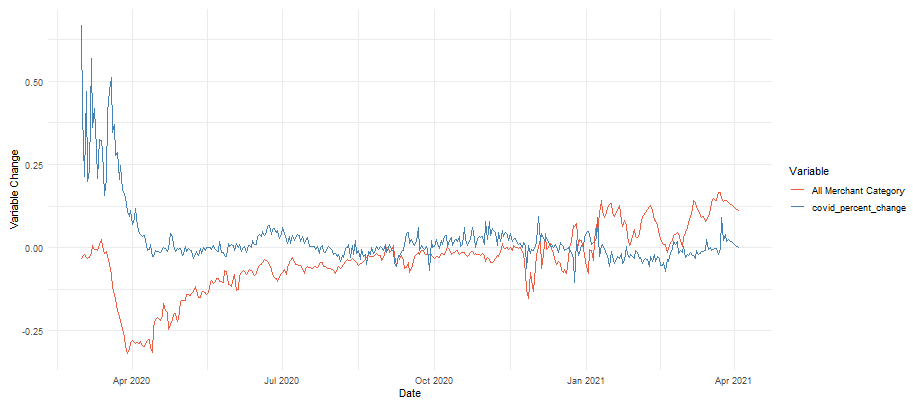 0.50
0.25
0.00
-0.25
Variable Change
Apr 2020
Jul 2020
Oct 2020
Jan 2021
Apr 2021
Date
Variable
All Merchant Category
covid_percent_change